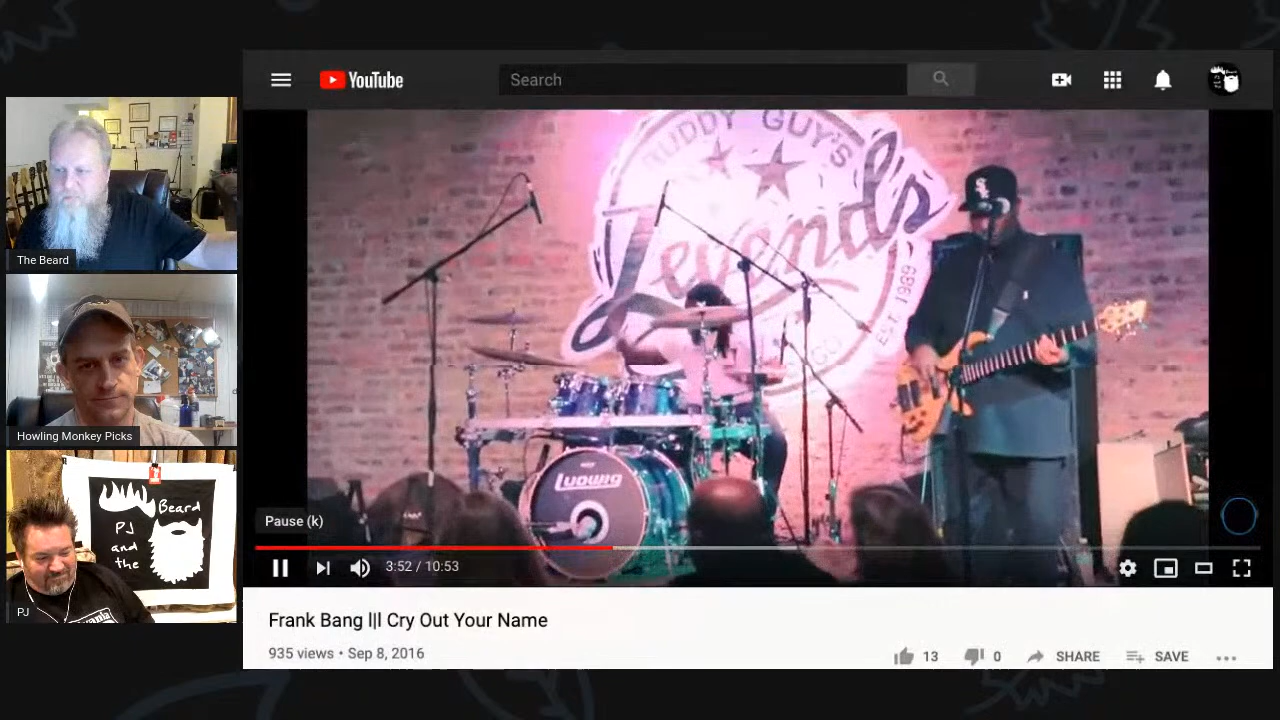 YouTube
Search
BUDDY GUY'S
Legends
EST 1989
SOX
LUDWIG
Pause (k)
3:52 / 10:53
The Beard
Howling Monkey Picks
Beard
PJ
and
the
PJ
Frank Bang l|l Cry Out Your Name
935 views • Sep 8, 2016
13
0
SHARE
SAVE